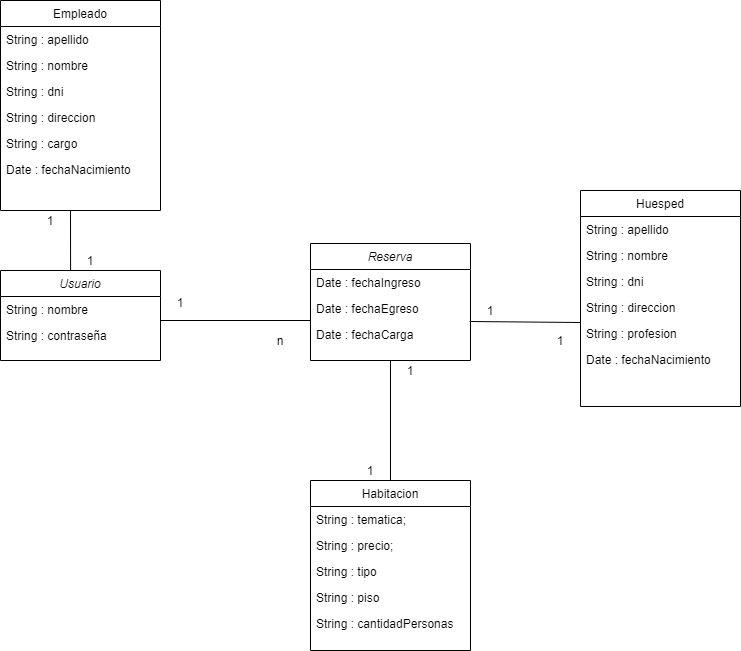 Empleado
String : apellido
String : nombre
String : dni
String : direccion
String : cargo
Date : fechaNacimiento
1
1
Usuario
String : nombre
String : contraseña
1
n
Reserva
Date : fechaIngreso
Date : fechaEgreso
Date : fechaCarga
1
1
Huesped
String : apellido
String : nombre
String : dni
String : direccion
String : profesion
Date : fechaNacimiento
1
1
Habitacion
String : tematica;
String : precio;
String : tipo
String : piso
String : cantidadPersonas